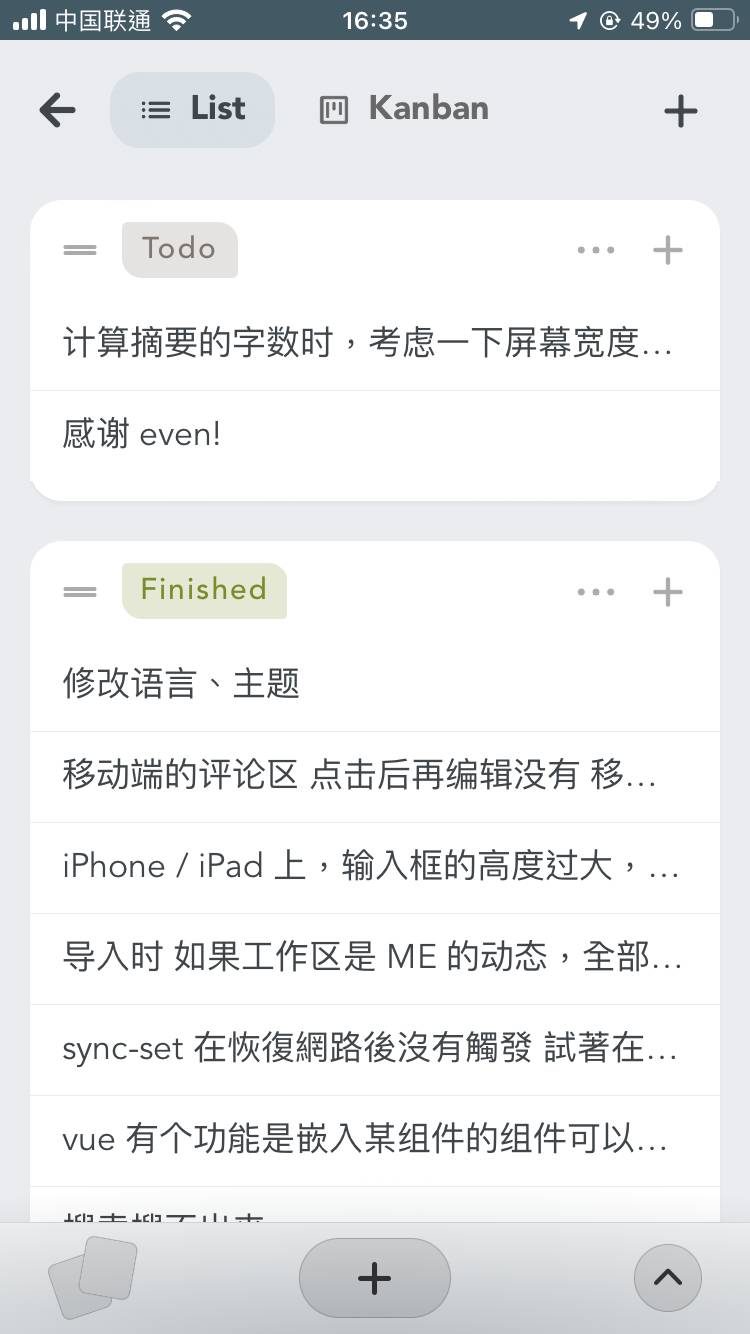 中国联通 16:35 49%
List Kanban
Todo
计算摘要的字数时，考虑一下屏幕宽度...
感谢 even!
Finished
修改语言、主题
移动端的评论区 点击后再编辑没有 移...
iPhone / iPad 上，输入框的高度过大，...
导入时 如果工作区是 ME 的动态，全部...
sync-set 在恢復網路後沒有觸發 試著在...
vue 有个功能是嵌入某组件的组件可以...